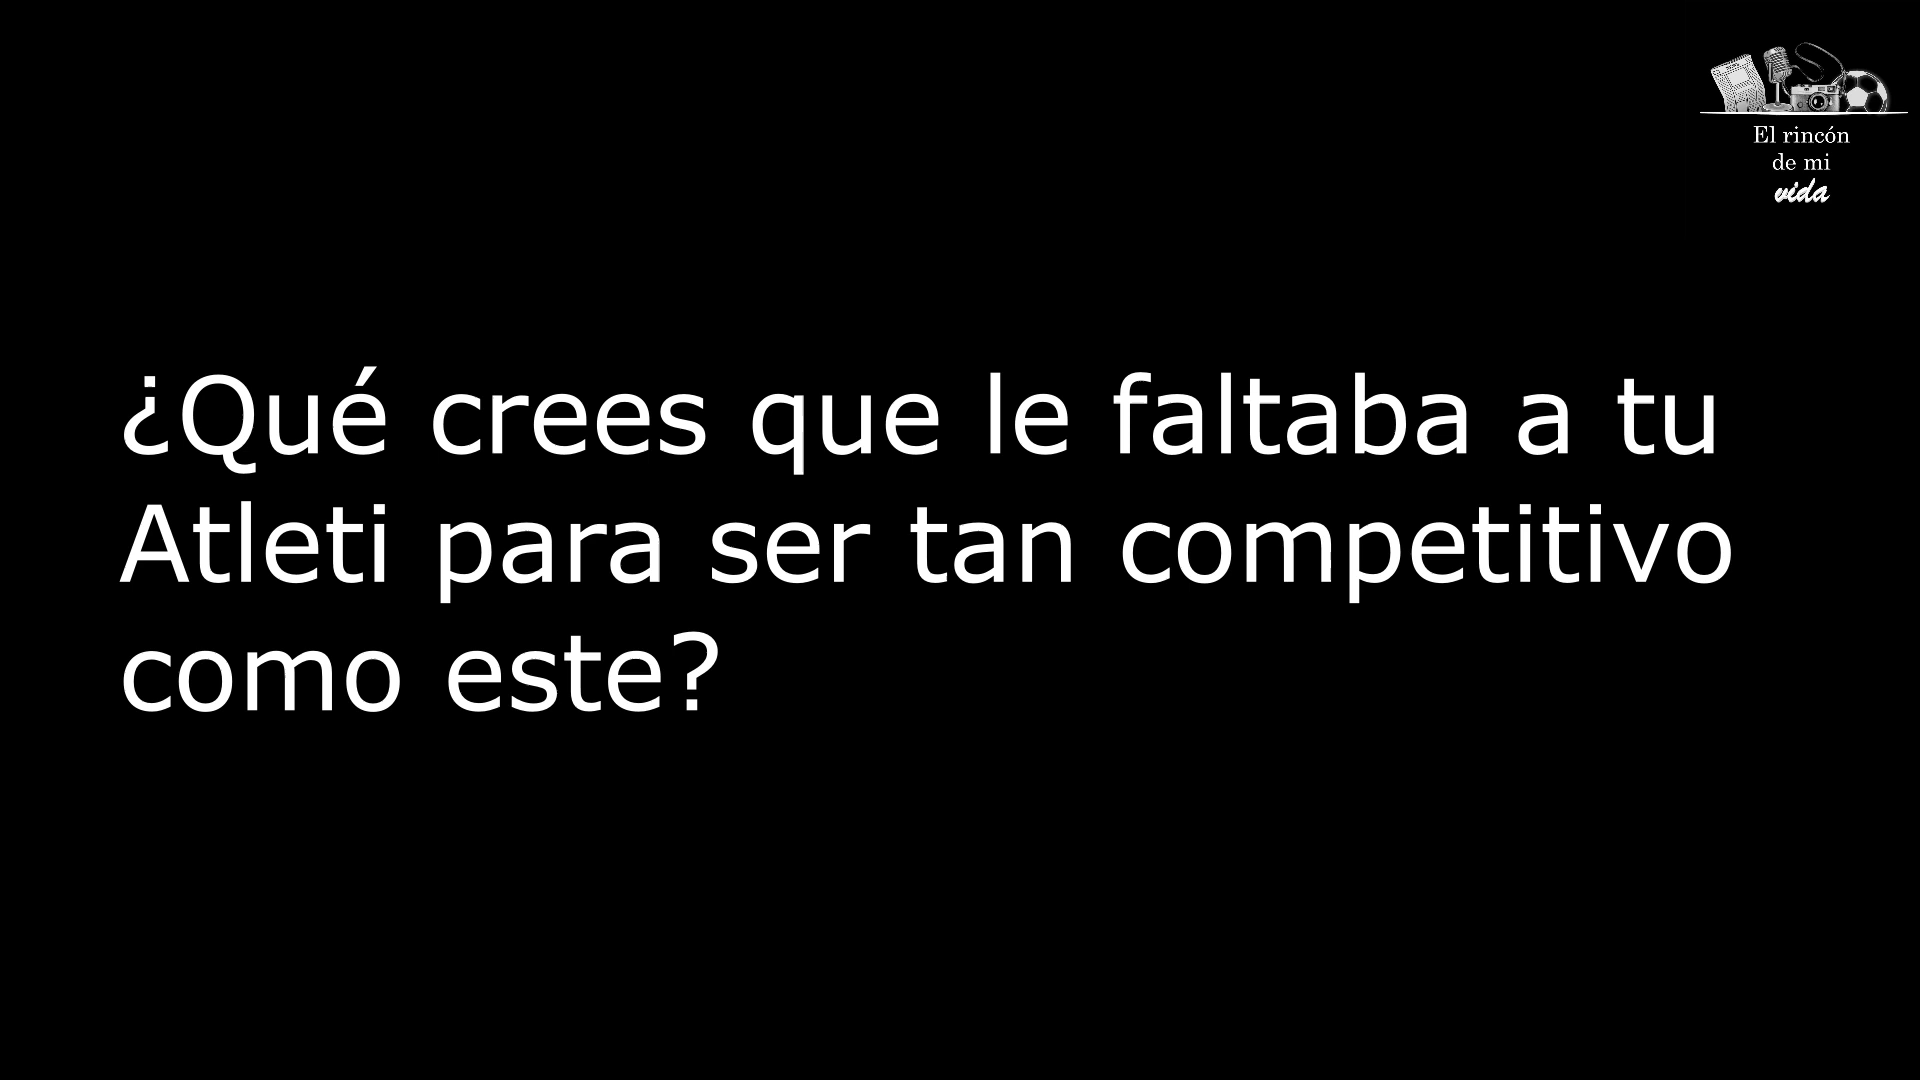 El rincón
de mi
vida
¿Qué crees que le faltaba a tu
Atleti para ser tan competitivo
como este?